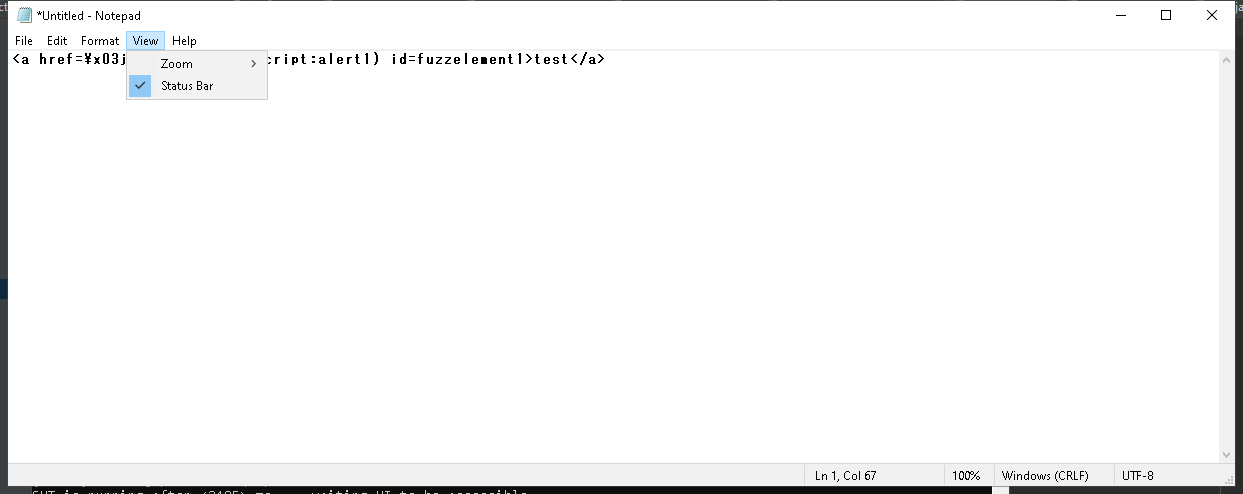 *Untitled - Notepad
File Edit Format View Help
<a href=¥x03j cript:alert1) id=fuzzelement1>test</a>
Zoom
Status Bar
Ln 1, Col 67 100% Windows (CRLF) UTF-8